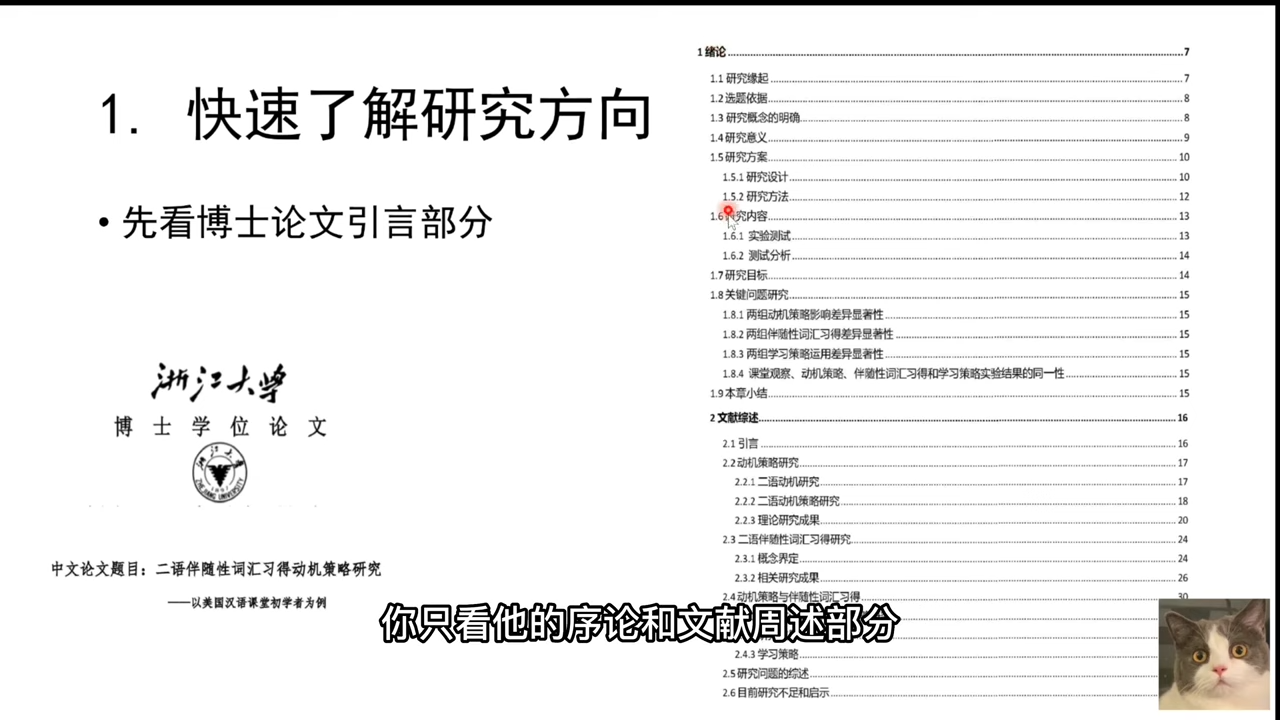 1. 快速了解研究方向
• 先看博士论文引言部分
浙江大学
博士学位论文
中文论文题目：二语伴随性词汇习得动机策略研究
——以美国汉语课堂初学者为例
1 绪论 7
1.1 研究缘起 7
1.2 选题依据 8
1.3 研究概念的明确 8
1.4 研究意义 9
1.5 研究方案 10
1.5.1 研究设计 10
1.5.2 研究方法 12
1.6 究内容 13
1.6.1 实验测试 13
1.6.2 测试分析 14
1.7 研究目标 14
1.8 关键问题研究 15
1.8.1 两组动机策略影响差异显著性 15
1.8.2 两组伴随性词汇习得差异显著性 15
1.8.3 两组学习策略运用差异显著性 15
1.8.4 课堂观察、动机策略、伴随性词汇习得和学习策略实验结果的同一性 15
1.9 本章小结 15
2 文献综述 16
2.1 引言 16
2.2 动机策略研究 17
2.2.1 二语动机研究 17
2.2.2 二语动机策略研究 18
2.2.3 理论研究成果 20
2.3 二语伴随性词汇习得研究 24
2.3.1 概念界定 24
2.3.2 相关研究成果 26
2.4 动机策略与伴随性词汇习得 30
2.4.3 学习策略
2.5 研究问题的综述
2.6 目前研究不足和启示
你只看他的序论和文献周述部分